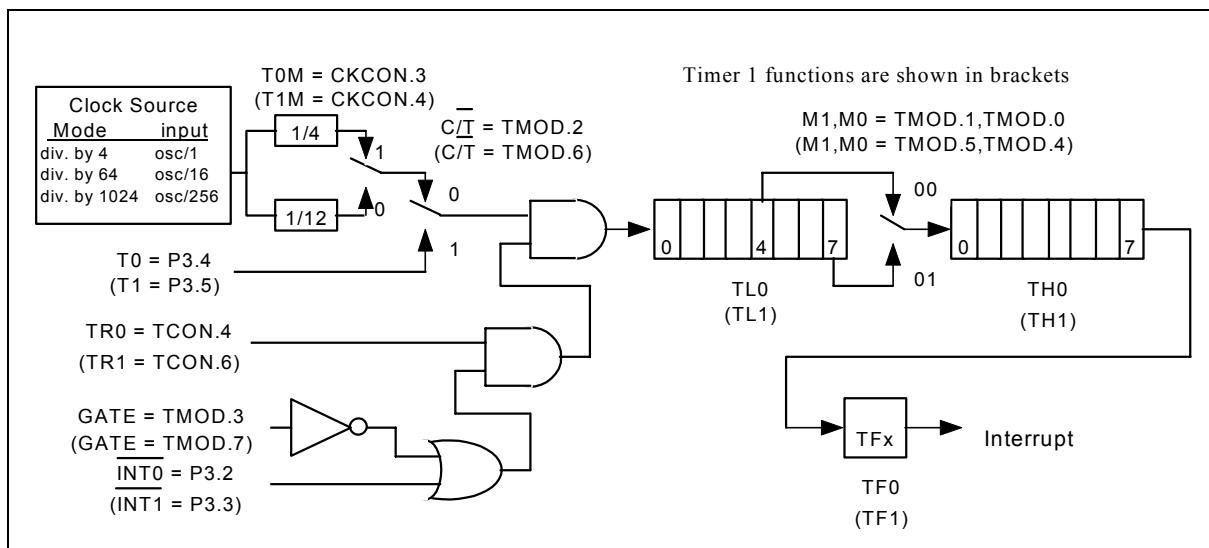 T0M = CKCON.3
(T1M = CKCON.4)
Timer 1 functions are shown in brackets
Clock Source
Mode input
div. by 4 osc/1
div. by 64 osc/16
div. by 1024 osc/256
1/4
1/12
1
0
C/T̅ = TMOD.2
(C/T̅ = TMOD.6)
0
1
M1,M0 = TMOD.1,TMOD.0
(M1,M0 = TMOD.5,TMOD.4)
00
01
0 4 7
TL0
(TL1)
0 7
TH0
(TH1)
T0 = P3.4
(T1 = P3.5)
TR0 = TCON.4
(TR1 = TCON.6)
GATE = TMOD.3
(GATE = TMOD.7)
I̅N̅T̅0̅ = P3.2
(I̅N̅T̅1̅ = P3.3)
TFx
Interrupt
TF0
(TF1)